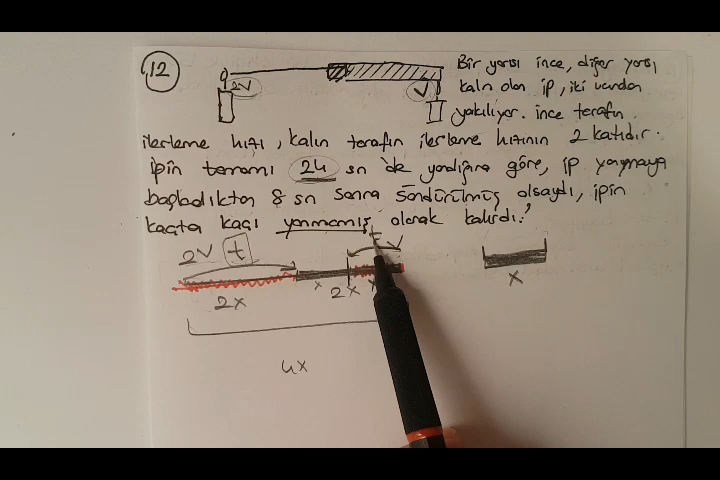 12
2V
V
Bir yarısı ince, diğer yarısı
kalın olan ip, iki ucundan
yakılıyor. ince tarafın
ilerleme hızı, kalın tarafın ilerleme hızının 2 katıdır.
ipin tamamı 24 sn 'de yandığına göre, ip yanmaya
başladıktan 8 sn sonra söndürülmüş olsaydı, ipin
kaçta kaçı yanmamış olarak kalırdı?
2V t
t V
2x
x
2x
x
x
4x